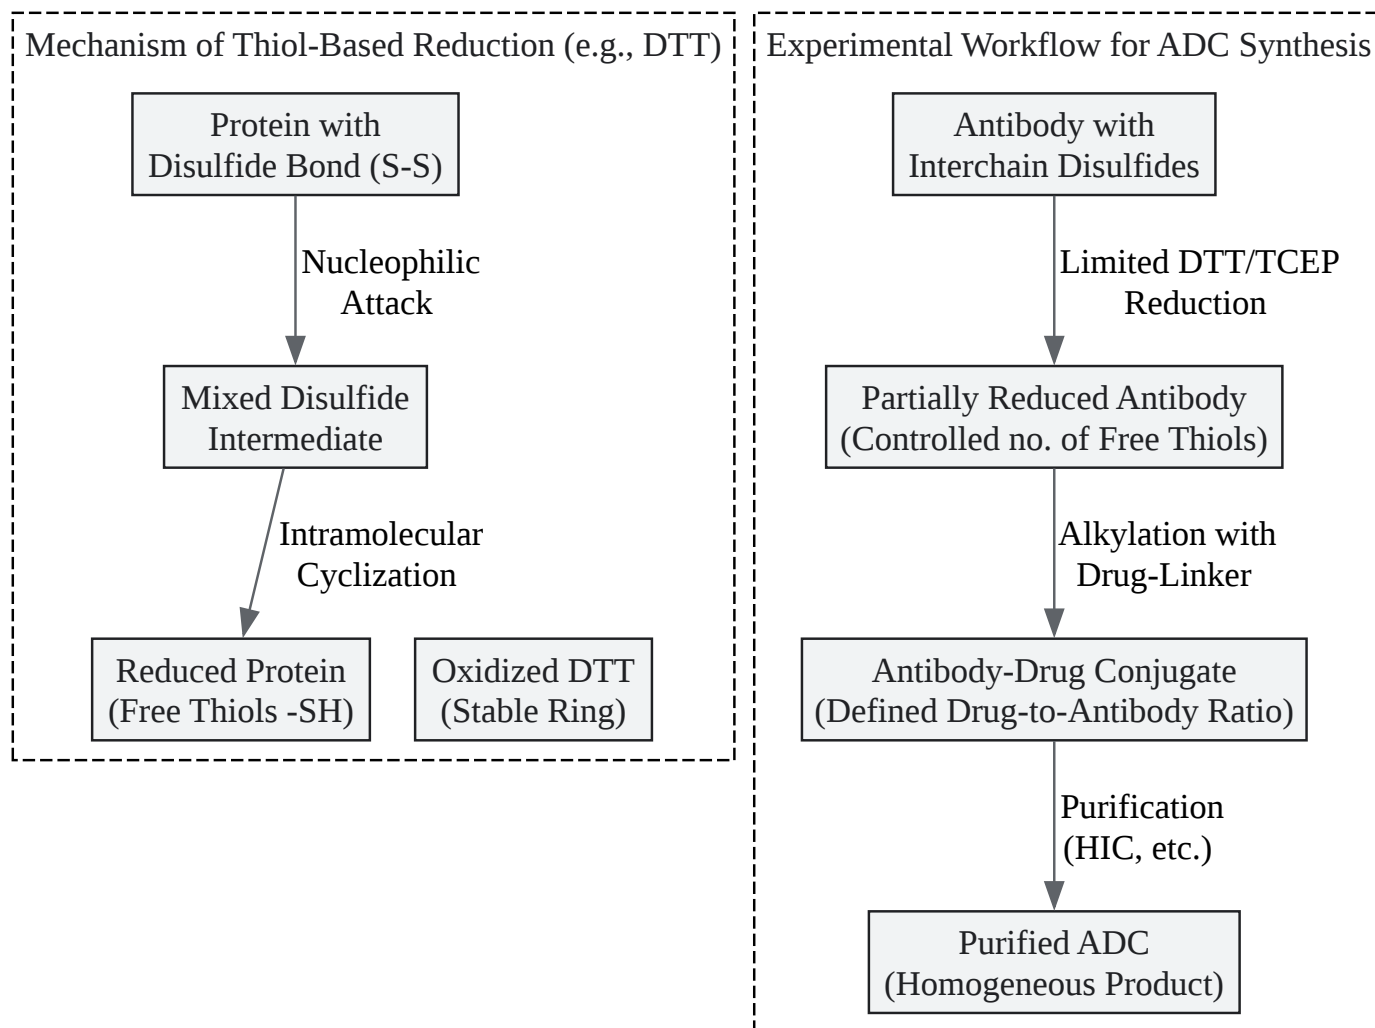 Mechanism of Thiol-Based Reduction (e.g., DTT)
Protein with
Disulfide Bond (S-S)
Nucleophilic
Attack
Mixed Disulfide
Intermediate
Intramolecular
Cyclization
Reduced Protein
(Free Thiols -SH)
Oxidized DTT
(Stable Ring)
Experimental Workflow for ADC Synthesis
Antibody with
Interchain Disulfides
Limited DTT/TCEP
Reduction
Partially Reduced Antibody
(Controlled no. of Free Thiols)
Alkylation with
Drug-Linker
Antibody-Drug Conjugate
(Defined Drug-to-Antibody Ratio)
Purification
(HIC, etc.)
Purified ADC
(Homogeneous Product)